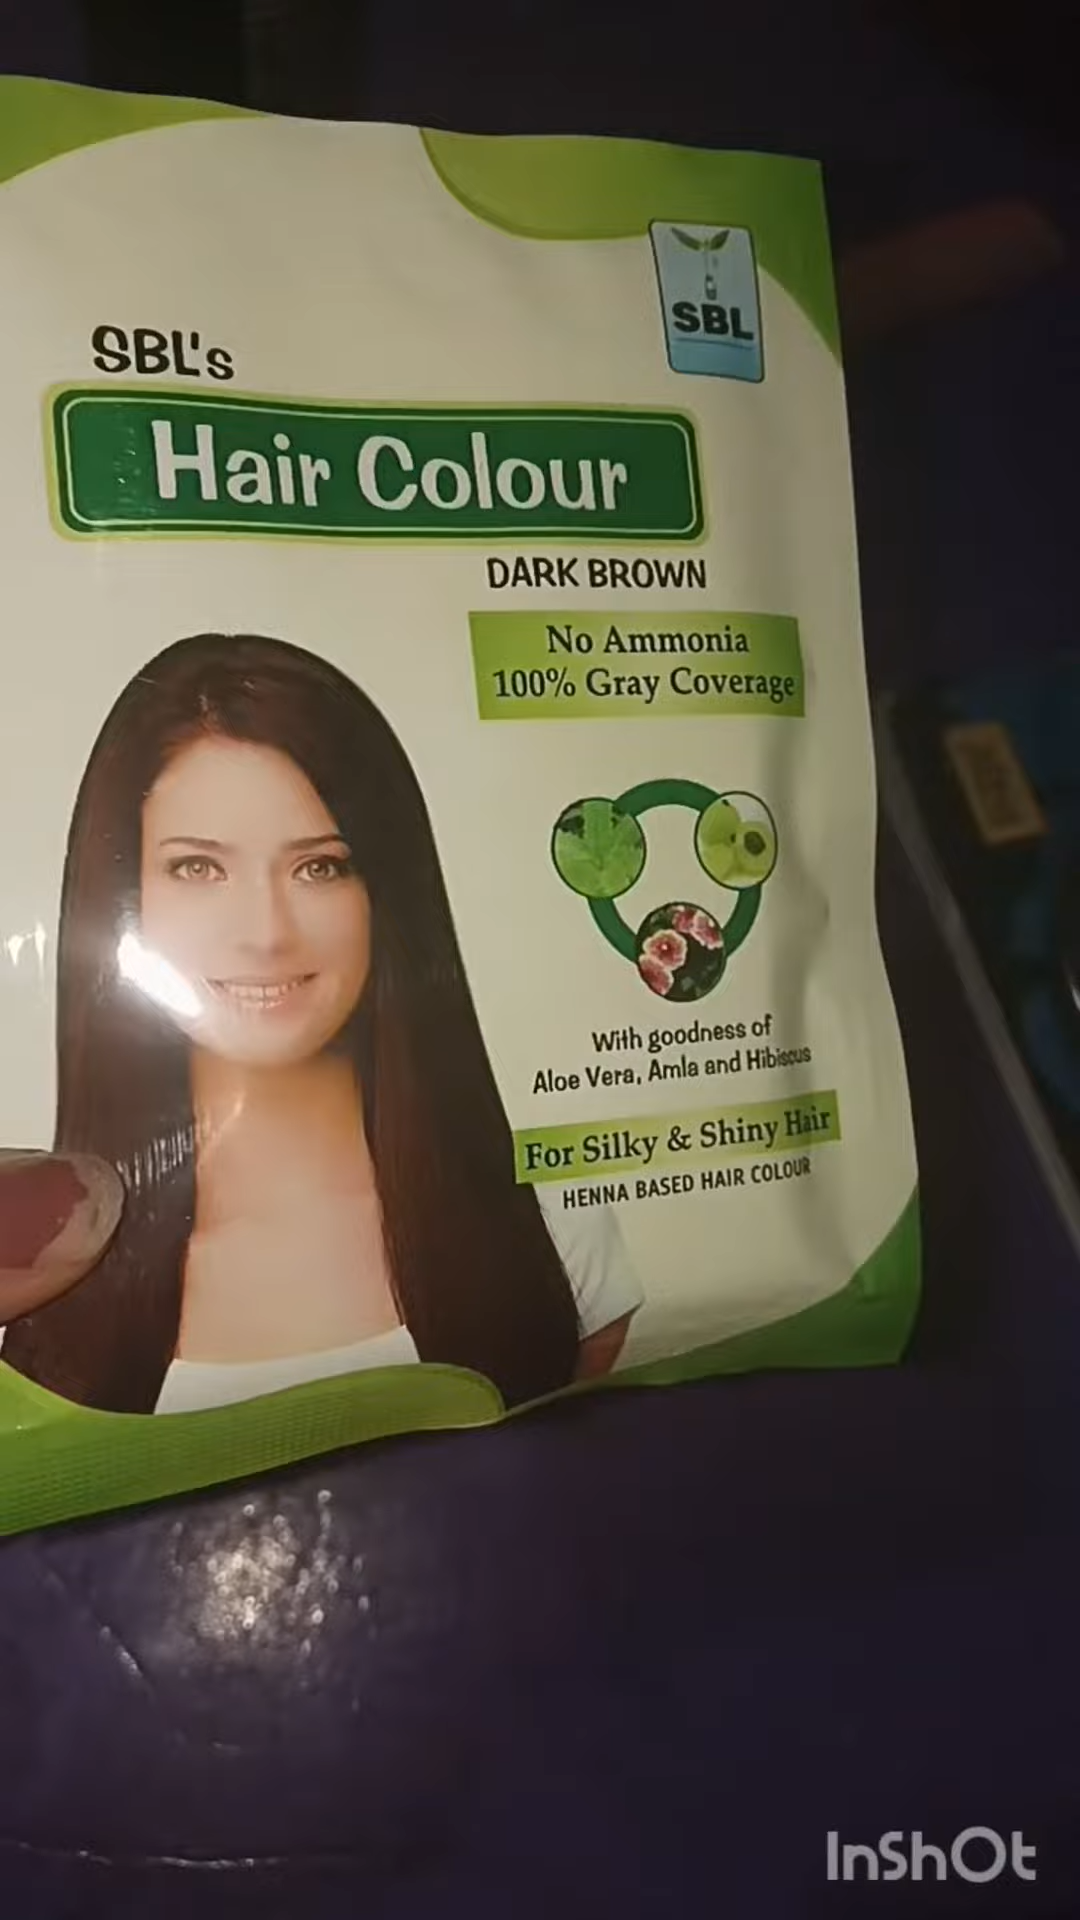 SBL
SBL's
Hair Colour
DARK BROWN
No Ammonia
100% Gray Coverage
With goodness of
Aloe Vera, Amla and Hibiscus
For Silky & Shiny Hair
HENNA BASED HAIR COLOUR
InShOt